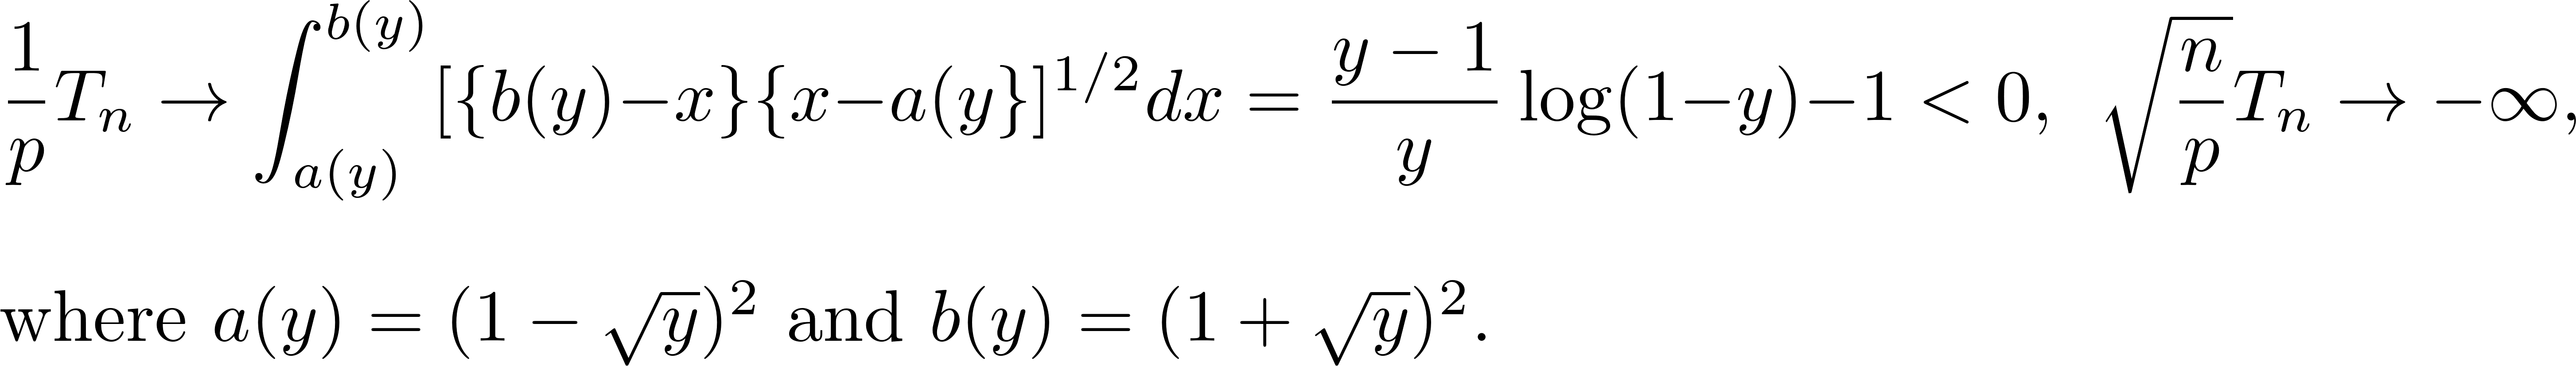 \frac{1}{p} T_n \to \int_{a(y)}^{b(y)} [\{b(y)-x\}\{x-a(y\}]^{1/2} dx = \frac{y-1}{y} \log(1-y) - 1 < 0, \sqrt{\frac{n}{p}} T_n \to -\infty,
where a(y) = (1 - \sqrt{y})^2 and b(y) = (1 + \sqrt{y})^2.